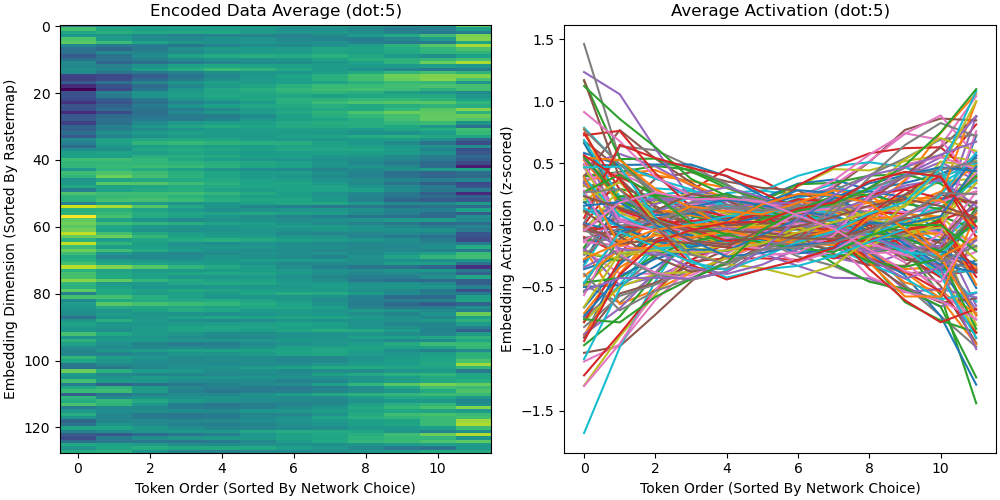 Encoded Data Average (dot:5)
Embedding Dimension (Sorted By Rastermap)
0
20
40
60
80
100
120
0 2 4 6 8 10
Token Order (Sorted By Network Choice)
Average Activation (dot:5)
Embedding Activation (z-scored)
1.5
1.0
0.5
0.0
−0.5
−1.0
−1.5
0 2 4 6 8 10
Token Order (Sorted By Network Choice)